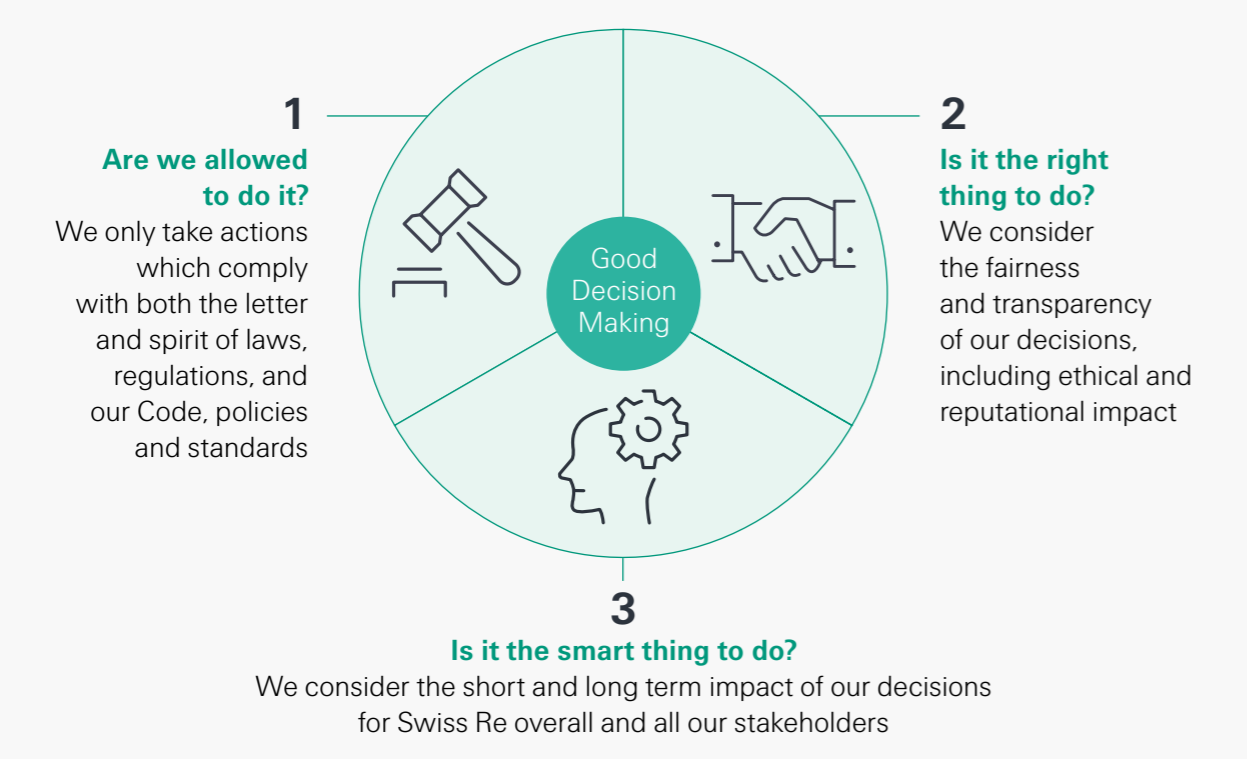 1
Are we allowed
to do it?
We only take actions
which comply
with both the letter
and spirit of laws,
regulations, and
our Code, policies
and standards
Good
Decision
Making
2
Is it the right
thing to do?
We consider
the fairness
and transparency
of our decisions,
including ethical and
reputational impact
3
Is it the smart thing to do?
We consider the short and long term impact of our decisions
for Swiss Re overall and all our stakeholders